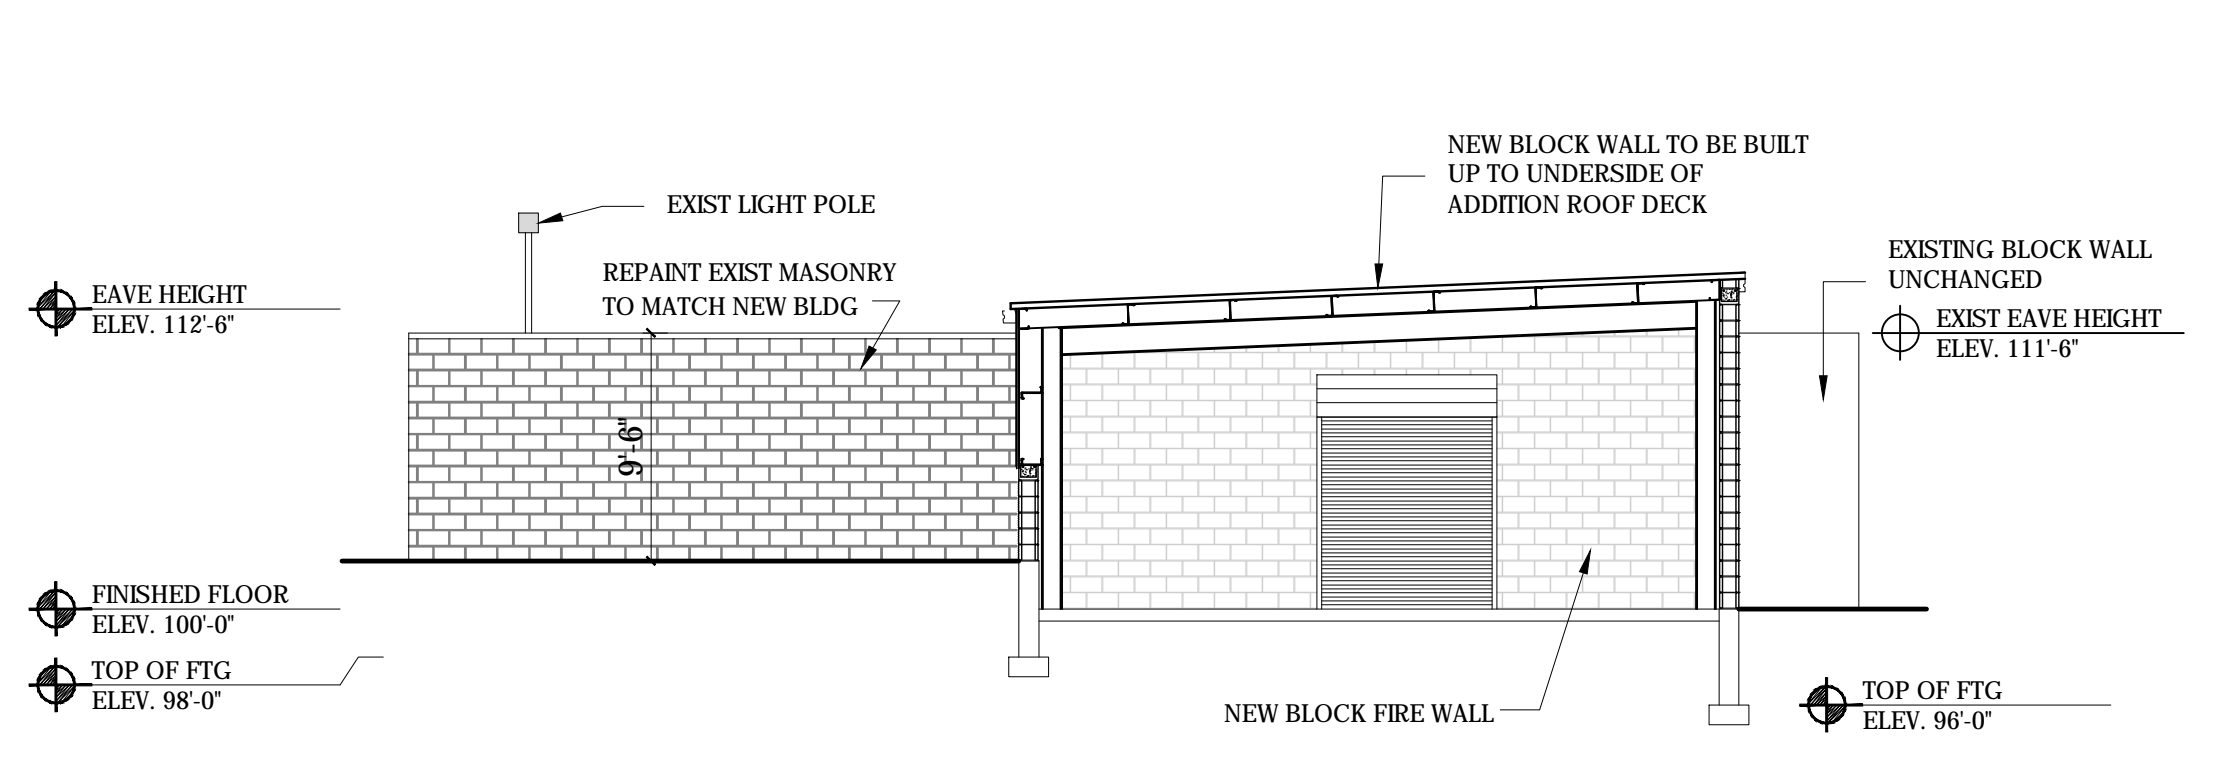 NEW BLOCK WALL TO BE BUILT
UP TO UNDERSIDE OF
ADDITION ROOF DECK
EXIST LIGHT POLE
REPAINT EXIST MASONRY
TO MATCH NEW BLDG
EXISTING BLOCK WALL
UNCHANGED
EAVE HEIGHT
ELEV. 112'-6"
EXIST EAVE HEIGHT
ELEV. 111'-6"
9'-6"
FINISHED FLOOR
ELEV. 100'-0"
TOP OF FTG
ELEV. 98'-0"
NEW BLOCK FIRE WALL
TOP OF FTG
ELEV. 96'-0"